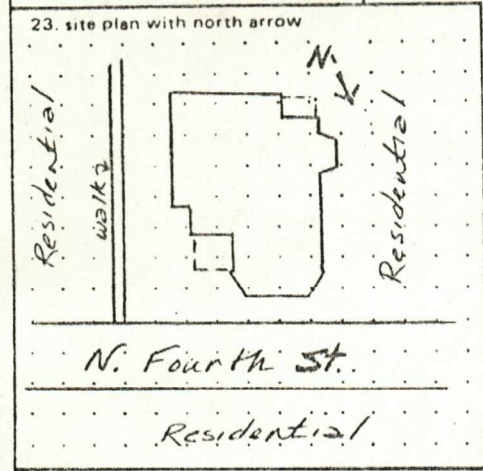 23. site plan with north arrow
N.
Residential
walk
Residential
N. Fourth St.
Residential